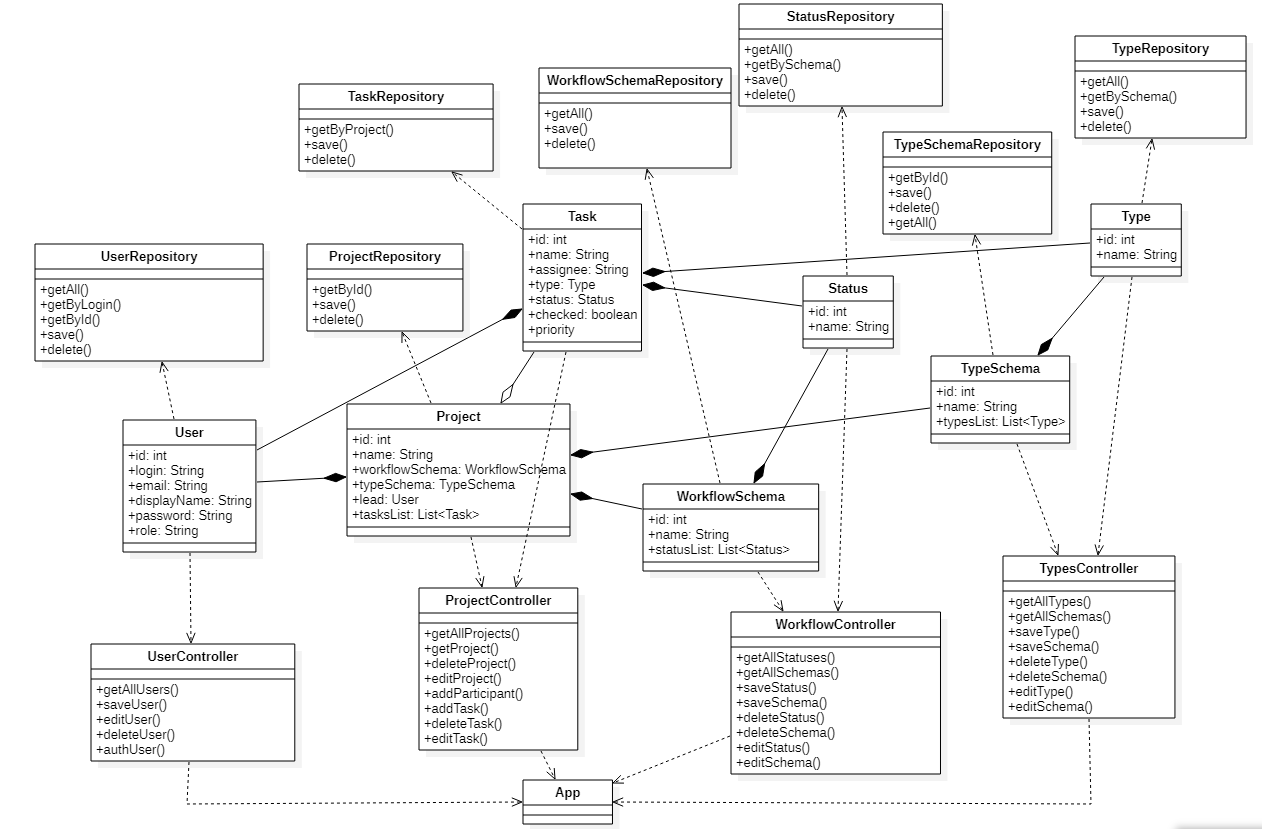 StatusRepository
+getAll()
+getBySchema()
+save()
+delete()
TypeRepository
+getAll()
+getBySchema()
+save()
+delete()
WorkflowSchemaRepository
+getAll()
+save()
+delete()
TaskRepository
+getByProject()
+save()
+delete()
TypeSchemaRepository
+getById()
+save()
+delete()
+getAll()
Task
+id: int
+name: String
+assignee: String
+type: Type
+status: Status
+checked: boolean
+priority
Type
+id: int
+name: String
UserRepository
+getAll()
+getByLogin()
+getById()
+save()
+delete()
ProjectRepository
+getById()
+save()
+delete()
Status
+id: int
+name: String
TypeSchema
+id: int
+name: String
+typesList: List<Type>
User
+id: int
+login: String
+email: String
+displayName: String
+password: String
+role: String
Project
+id: int
+name: String
+workflowSchema: WorkflowSchema
+typeSchema: TypeSchema
+lead: User
+tasksList: List<Task>
WorkflowSchema
+id: int
+name: String
+statusList: List<Status>
TypesController
+getAllTypes()
+getAllSchemas()
+saveType()
+saveSchema()
+deleteType()
+deleteSchema()
+editType()
+editSchema()
ProjectController
+getAllProjects()
+getProject()
+deleteProject()
+editProject()
+addParticipant()
+addTask()
+deleteTask()
+editTask()
WorkflowController
+getAllStatuses()
+getAllSchemas()
+saveStatus()
+saveSchema()
+deleteStatus()
+deleteSchema()
+editStatus()
+editSchema()
UserController
+getAllUsers()
+saveUser()
+editUser()
+deleteUser()
+authUser()
App